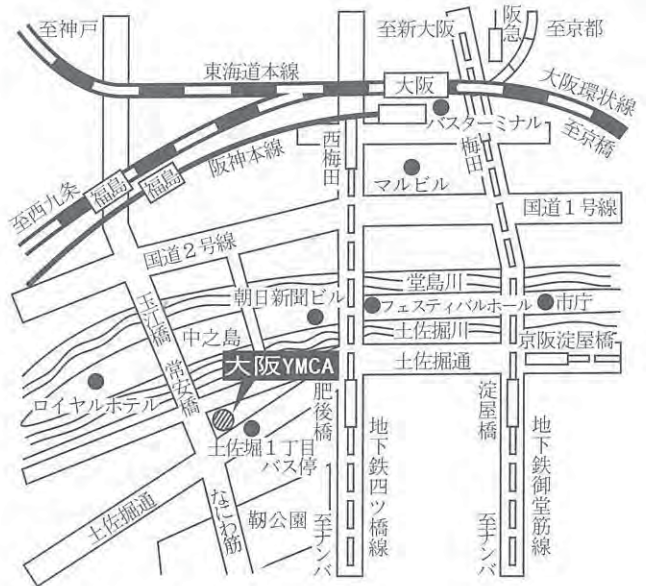 至神戸
至新大阪
阪急
至京都
東海道本線
大阪
大阪環状線
至京橋
バスターミナル
阪神本線
西梅田
梅田
マルビル
福島
福島
至西九条
国道1号線
国道2号線
堂島川
朝日新聞ビル
フェスティバルホール
市庁
玉江橋
中之島
土佐堀川
京阪淀屋橋
大阪YMCA
土佐堀通
常安橋
ロイヤルホテル
肥後橋
淀屋橋
土佐堀1丁目
バス停
地下鉄四ツ橋線
地下鉄御堂筋線
土佐堀通
なにわ筋
靭公園
至ナンバ
至ナンバ